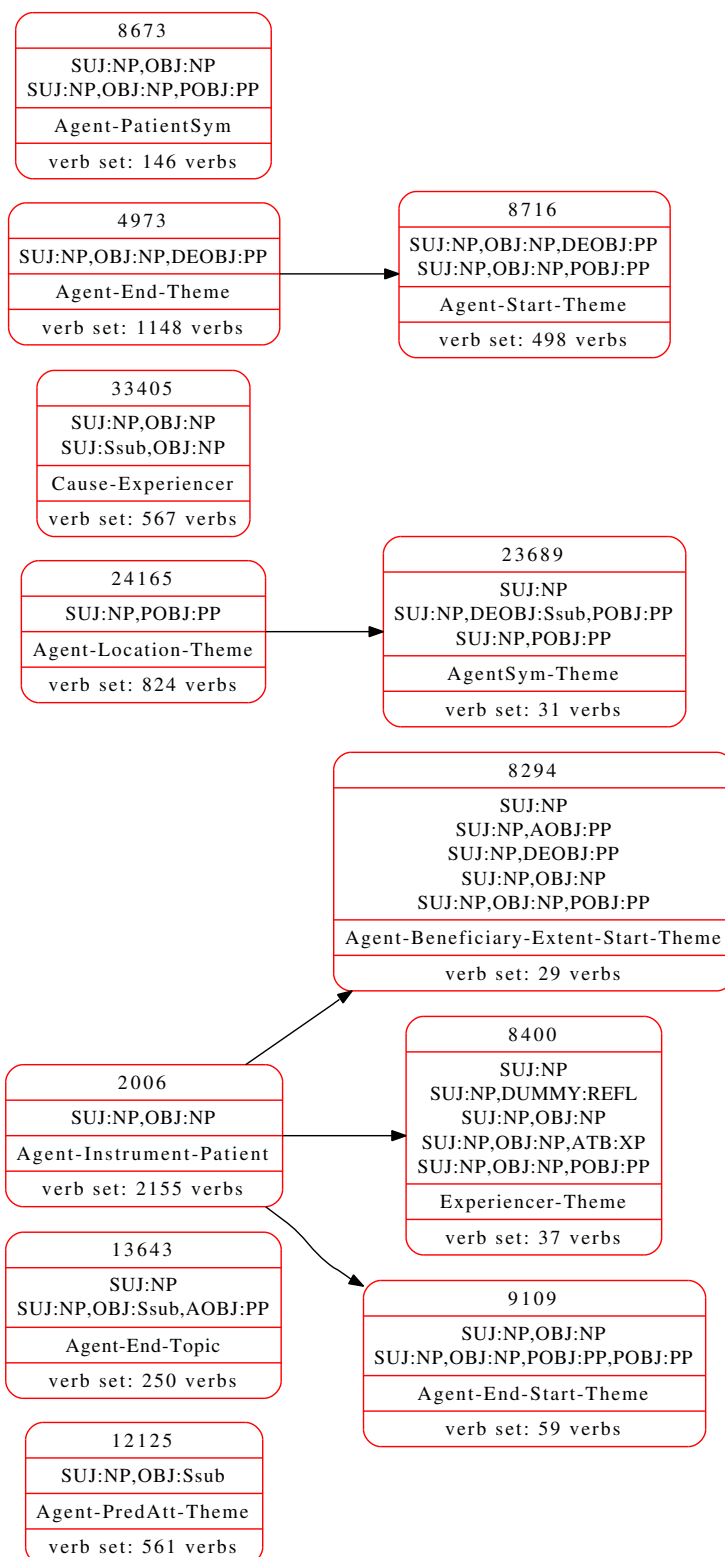 8673
SUJ:NP,OBJ:NP
SUJ:NP,OBJ:NP,POBJ:PP
Agent-PatientSym
verb set: 146 verbs
4973
SUJ:NP,OBJ:NP,DEOBJ:PP
Agent-End-Theme
verb set: 1148 verbs
8716
SUJ:NP,OBJ:NP,DEOBJ:PP
SUJ:NP,OBJ:NP,POBJ:PP
Agent-Start-Theme
verb set: 498 verbs
33405
SUJ:NP,OBJ:NP
SUJ:Ssub,OBJ:NP
Cause-Experiencer
verb set: 567 verbs
24165
SUJ:NP,POBJ:PP
Agent-Location-Theme
verb set: 824 verbs
23689
SUJ:NP
SUJ:NP,DEOBJ:Ssub,POBJ:PP
SUJ:NP,POBJ:PP
AgentSym-Theme
verb set: 31 verbs
8294
SUJ:NP
SUJ:NP,AOBJ:PP
SUJ:NP,DEOBJ:PP
SUJ:NP,OBJ:NP
SUJ:NP,OBJ:NP,POBJ:PP
Agent-Beneficiary-Extent-Start-Theme
verb set: 29 verbs
2006
SUJ:NP,OBJ:NP
Agent-Instrument-Patient
verb set: 2155 verbs
8400
SUJ:NP
SUJ:NP,DUMMY:REFL
SUJ:NP,OBJ:NP
SUJ:NP,OBJ:NP,ATB:XP
SUJ:NP,OBJ:NP,POBJ:PP
Experiencer-Theme
verb set: 37 verbs
13643
SUJ:NP
SUJ:NP,OBJ:Ssub,AOBJ:PP
Agent-End-Topic
verb set: 250 verbs
9109
SUJ:NP,OBJ:NP
SUJ:NP,OBJ:NP,POBJ:PP,POBJ:PP
Agent-End-Start-Theme
verb set: 59 verbs
12125
SUJ:NP,OBJ:Ssub
Agent-PredAtt-Theme
verb set: 561 verbs